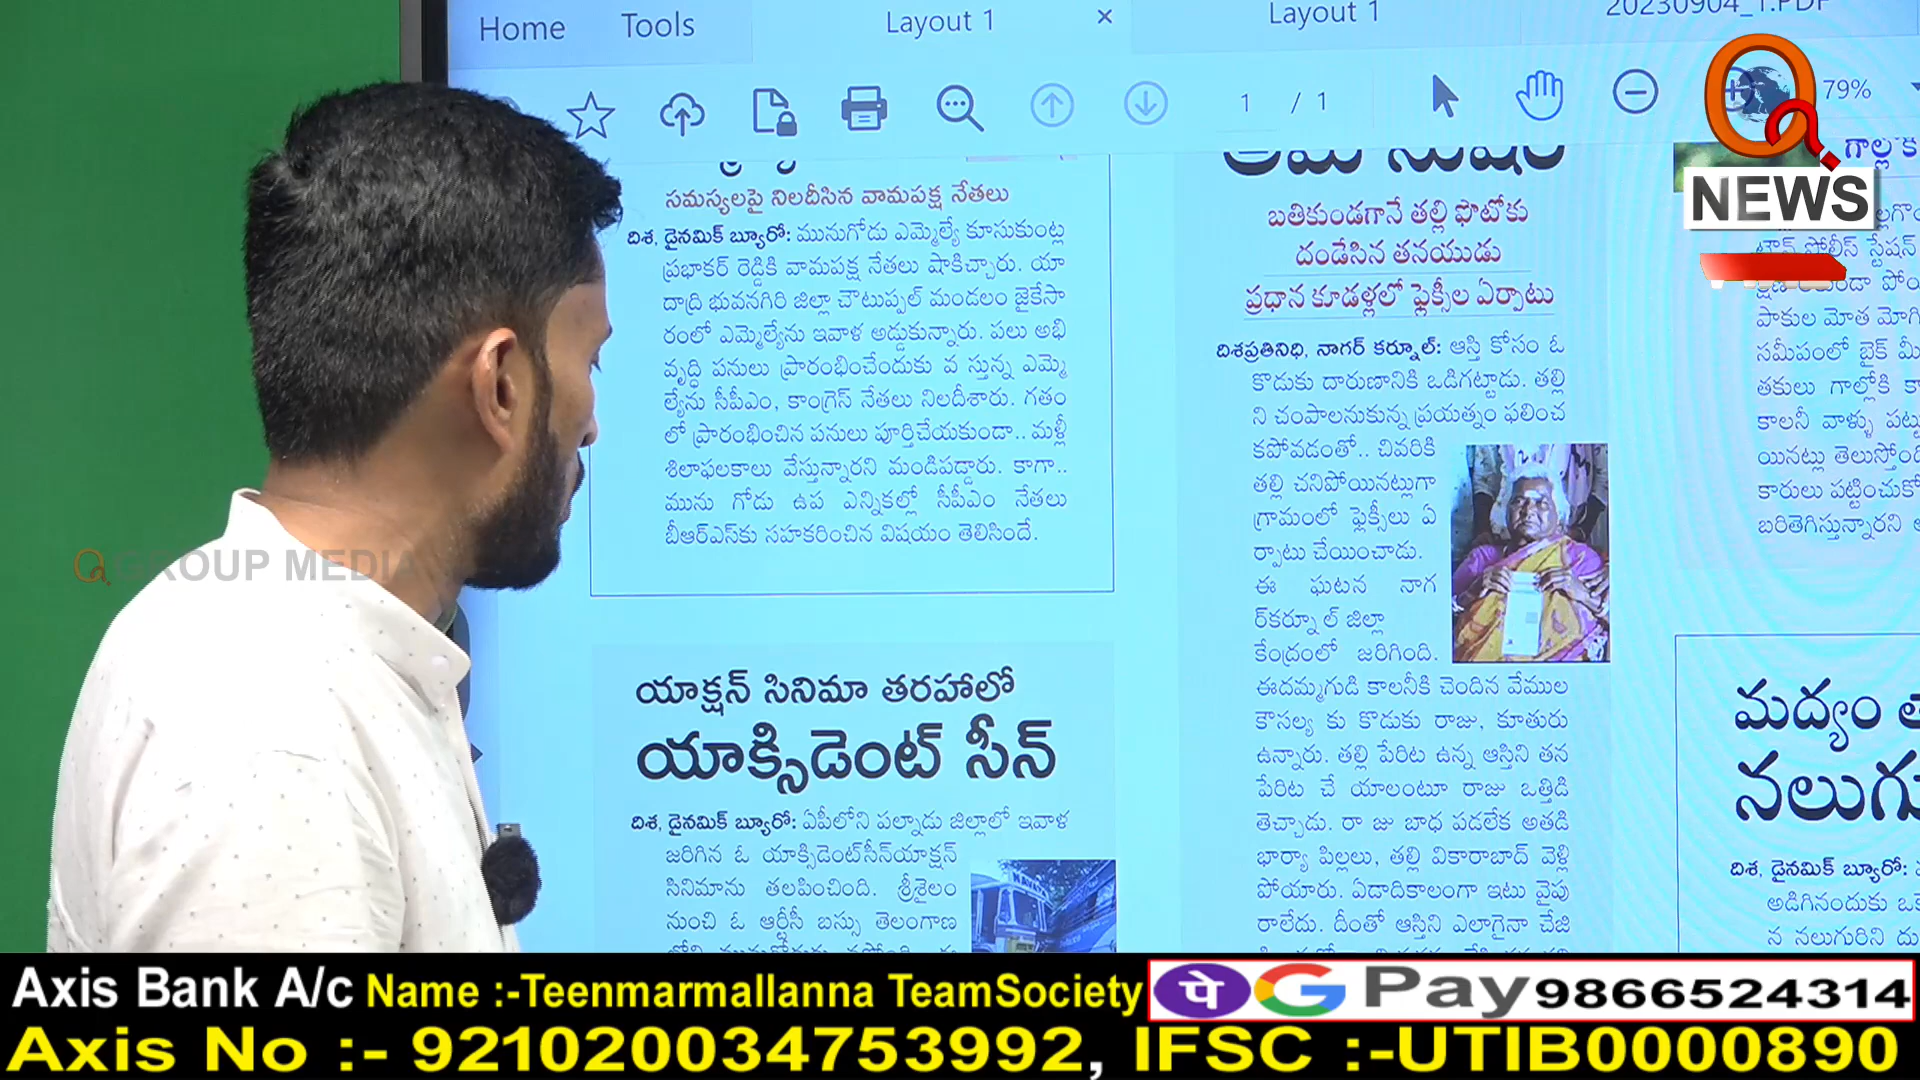 Home
Tools
Layout 1
×
Layout 1
1 / 1
79%
Q.
NEWS
సమస్యలపై నిలదీసిన వామపక్ష నేతలు
దిశ, డైనమిక్ బ్యూరో: మునుగోడు ఎమ్మెల్యే కూసుకుంట్ల
ప్రభాకర్ రెడ్డికి వామపక్ష నేతలు షాకిచ్చారు. యా
దాద్రి భువనగిరి జిల్లా చౌటుప్పల్ మండలం జైకేసా
రంలో ఎమ్మెల్యేను ఇవాళ అడ్డుకున్నారు. పలు అభి
వృద్ధి పనులు ప్రారంభించేందుకు వ స్తున్న ఎమ్మె
ల్యేను సీపీఎం, కాంగ్రెస్ నేతలు నిలదీశారు. గతం
లో ప్రారంభించిన పనులు పూర్తిచేయకుండా.. మళ్లీ
శిలాఫలకాలు వేస్తున్నారని మండిపడ్డారు. కాగా..
మును గోడు ఉప ఎన్నికల్లో సీపీఎం నేతలు
బీఆర్ఎస్‌కు సహకరించిన విషయం తెలిసిందే.
యాక్షన్ సినిమా తరహాలో
యాక్సిడెంట్ సీన్
దిశ, డైనమిక్ బ్యూరో: ఏపీలోని పల్నాడు జిల్లాలో ఇవాళ
జరిగిన ఓ యాక్సిడెంట్‌సీన్‌యాక్షన్
సినిమాను తలపించింది. శ్రీశైలం
నుంచి ఓ ఆర్టీసీ బస్సు తెలంగాణ
బతికుండగానే తల్లి ఫొటోకు
దండేసిన తనయుడు
ప్రధాన కూడళ్లలో ఫ్లెక్సీల ఏర్పాటు
దిశప్రతినిధి, నాగర్ కర్నూల్: ఆస్తి కోసం ఓ
కొడుకు దారుణానికి ఒడిగట్టాడు. తల్లి
ని చంపాలనుకున్న ప్రయత్నం ఫలించ
కపోవడంతో.. చివరికి
తల్లి చనిపోయినట్లుగా
గ్రామంలో ఫ్లెక్సీలు ఏ
ర్పాటు చేయించాడు.
ఈ ఘటన నాగ
ర్‌కర్నూల్ జిల్లా
కేంద్రంలో జరిగింది.
ఈదమ్మగుడి కాలనీకి చెందిన వేముల
కౌసల్య కు కొడుకు రాజు, కూతురు
ఉన్నారు. తల్లి పేరిట ఉన్న ఆస్తిని తన
పేరిట చే యాలంటూ రాజు ఒత్తిడి
తెచ్చాడు. రా జు బాధ పడలేక అతడి
భార్యా పిల్లలు, తల్లి వికారాబాద్ వెళ్లి
పోయారు. ఏడాదికాలంగా ఇటు వైపు
రాలేదు. దీంతో ఆస్తిని ఎలాగైనా చేజి
పోలీస్ స్టేషన్
పాకుల మోత మోగి
సమీపంలో బైక్ మీ
తకులు గాల్లోకి కా
కాలనీ వాళ్ళు పట్టు
యినట్లు తెలుస్తోంది
కారులు పట్టించుకో
బరితెగిస్తున్నారని
మద్యం
నలుగు
దిశ, డైనమిక్ బ్యూరో:
అడిగినందుకు ఒక
న నలుగురిని దు
Q. GROUP MEDIA
Axis Bank A/c Name :-Teenmarmallanna TeamSociety
पे G Pay 9866524314
Axis No :- 921020034753992, IFSC :-UTIB0000890